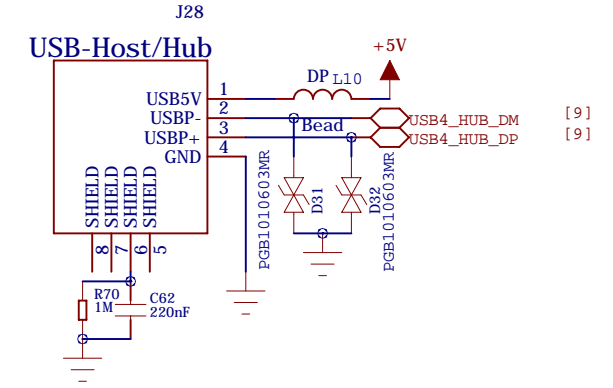 J28
USB-Host/Hub
+5V
DP L10
USB5V 1
USBP- 2
USBP+ 3
GND 4
Bead
USB4_HUB_DM [9]
USB4_HUB_DP [9]
SHIELD
SHIELD
SHIELD
SHIELD
8
7
6
5
PGB1010603MR
D31
D32
PGB1010603MR
R70
1M
C62
220nF